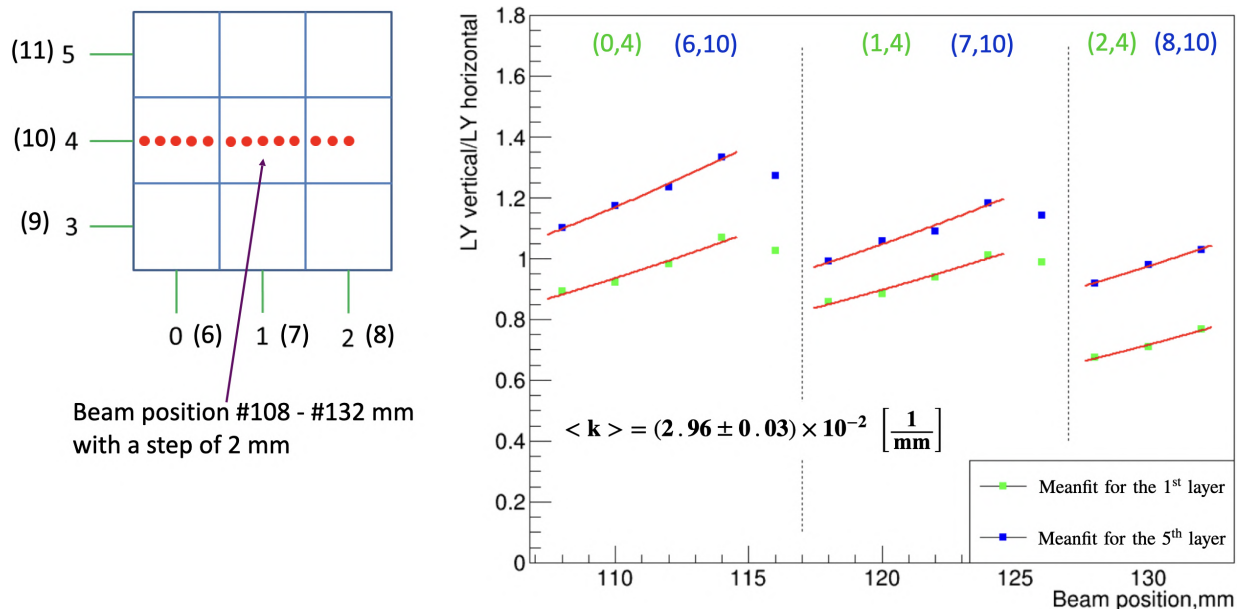 (11) 5
(10) 4
(9) 3
0 (6) 1 (7) 2 (8)
Beam position #108 - #132 mm
with a step of 2 mm
LY vertical/LY horizontal
1.8
1.6
1.4
1.2
1
0.8
0.6
0.4
0.2
0
(0,4) (6,10) (1,4) (7,10) (2,4) (8,10)
< k > = (2.96 ± 0.03) × 10⁻² [1/mm]
Meanfit for the 1st layer
Meanfit for the 5th layer
110 115 120 125 130
Beam position,mm